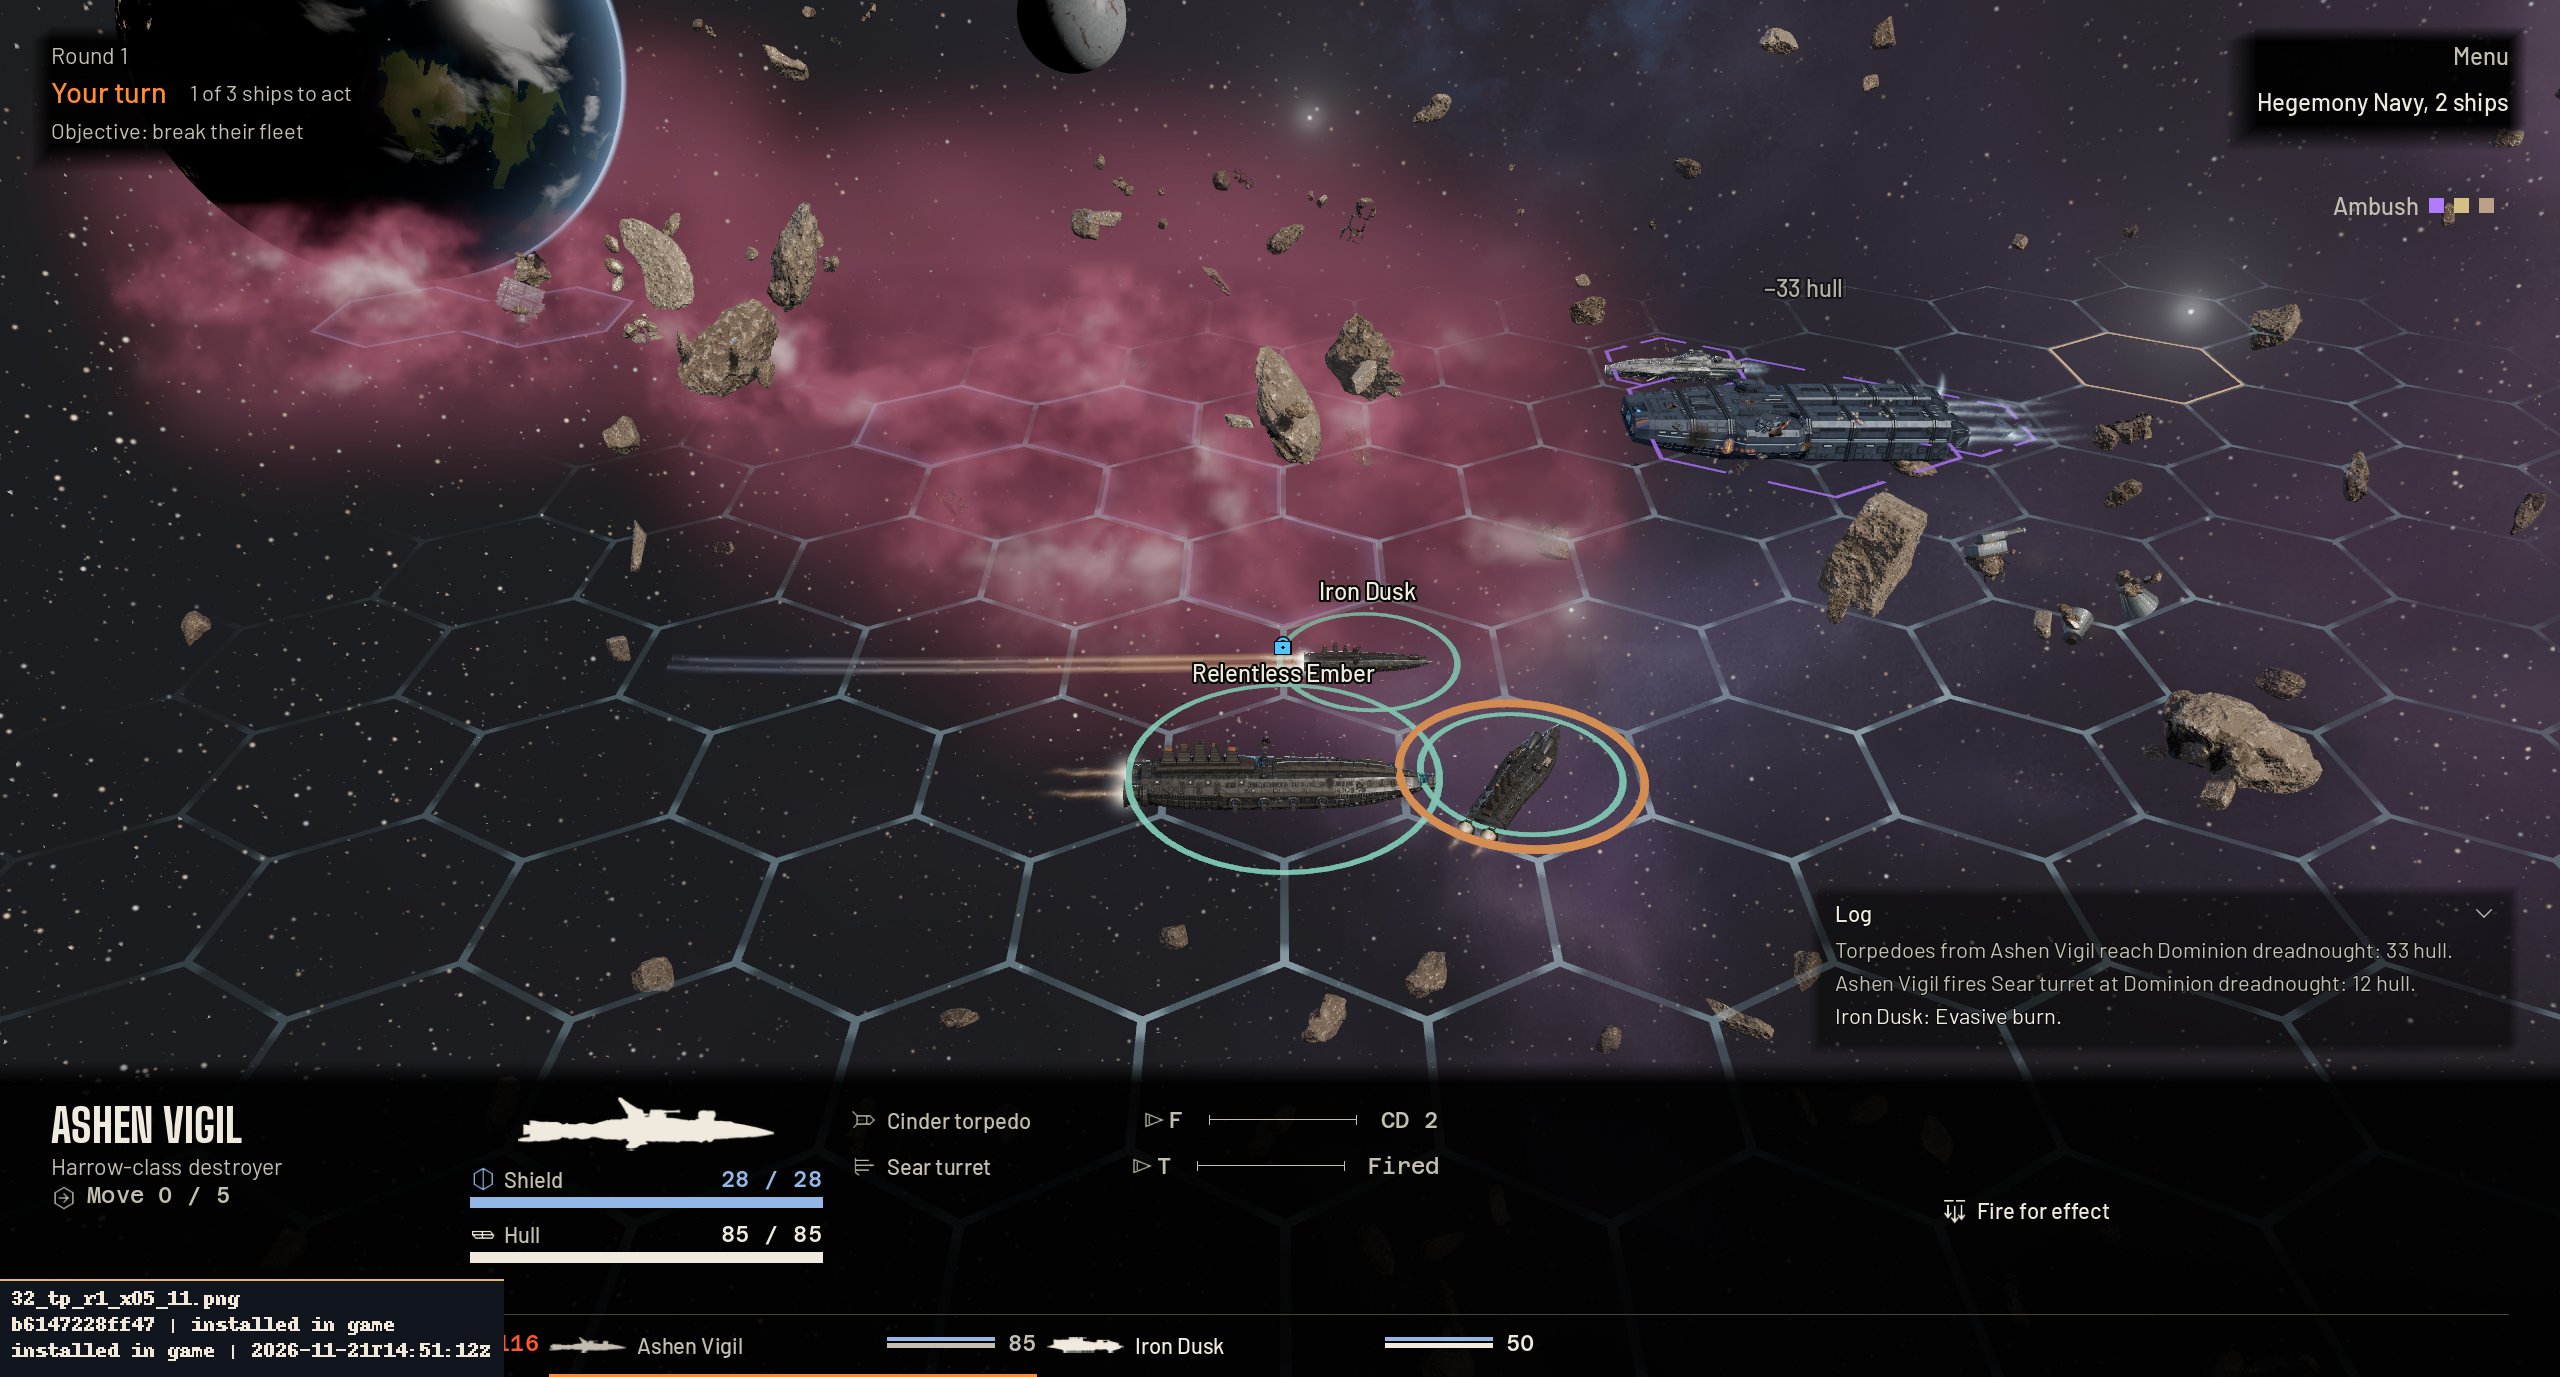 Round 1
Your turn 1 of 3 ships to act
Objective: break their fleet
Menu
Hegemony Navy, 2 ships
Ambush
-33 hull
Iron Dusk
Relentless Ember
Log
Torpedoes from Ashen Vigil reach Dominion dreadnought: 33 hull.
Ashen Vigil fires Sear turret at Dominion dreadnought: 12 hull.
Iron Dusk: Evasive burn.
ASHEN VIGIL
Harrow-class destroyer
Move 0 / 5
Shield 28 / 28
Hull 85 / 85
Cinder torpedo F CD 2
Sear turret T Fired
Fire for effect
32_tp_r1_x05_11.png
b6147228ff47 | installed in game
installed in game | 2026-11-21r14:51:12z
116 Ashen Vigil 85 Iron Dusk 50